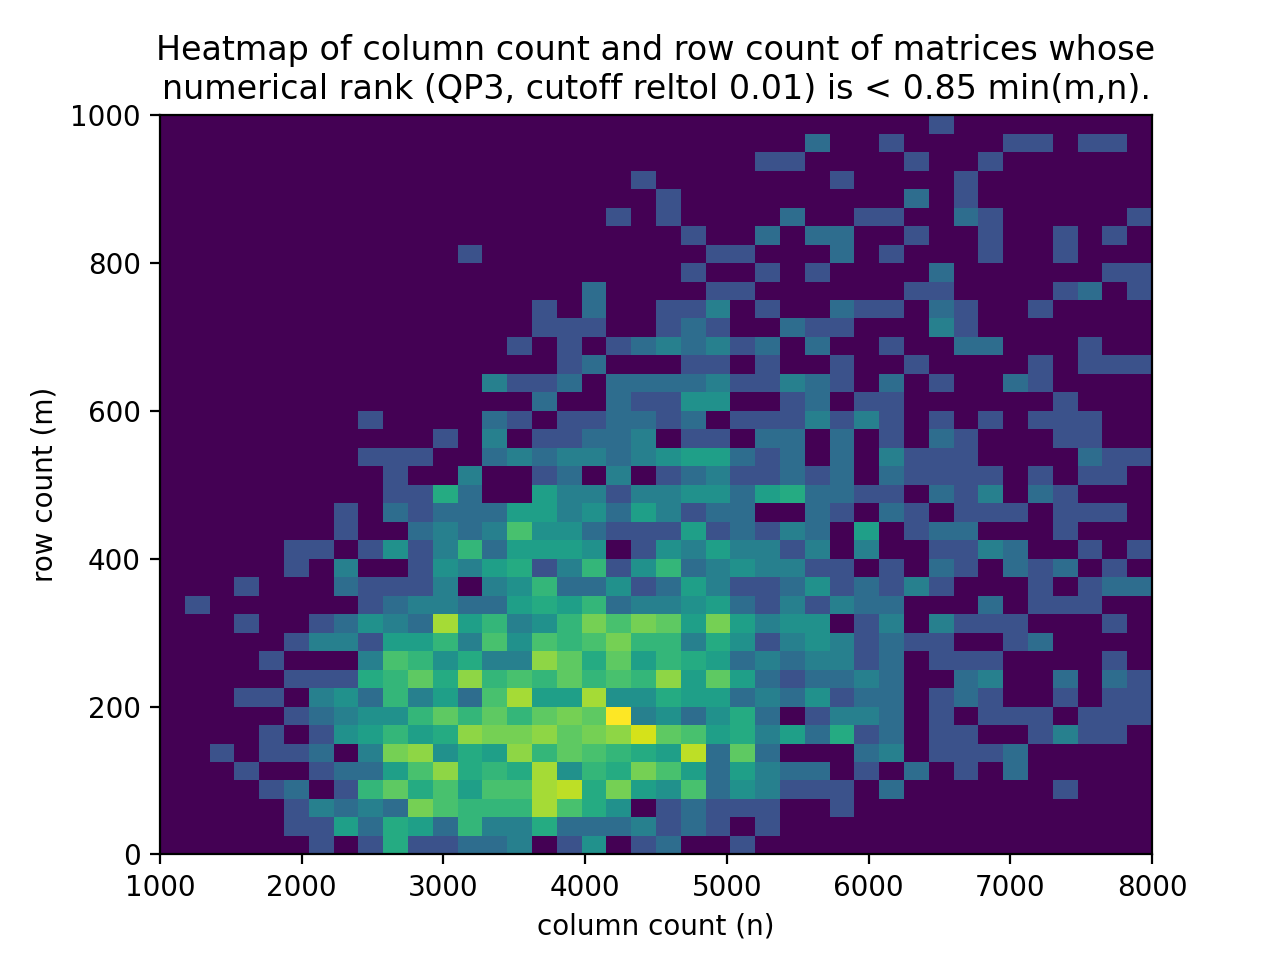 Heatmap of column count and row count of matrices whose
numerical rank (QP3, cutoff reltol 0.01) is < 0.85 min(m,n).
1000
800
600
400
200
0
row count (m)
1000 2000 3000 4000 5000 6000 7000 8000
column count (n)